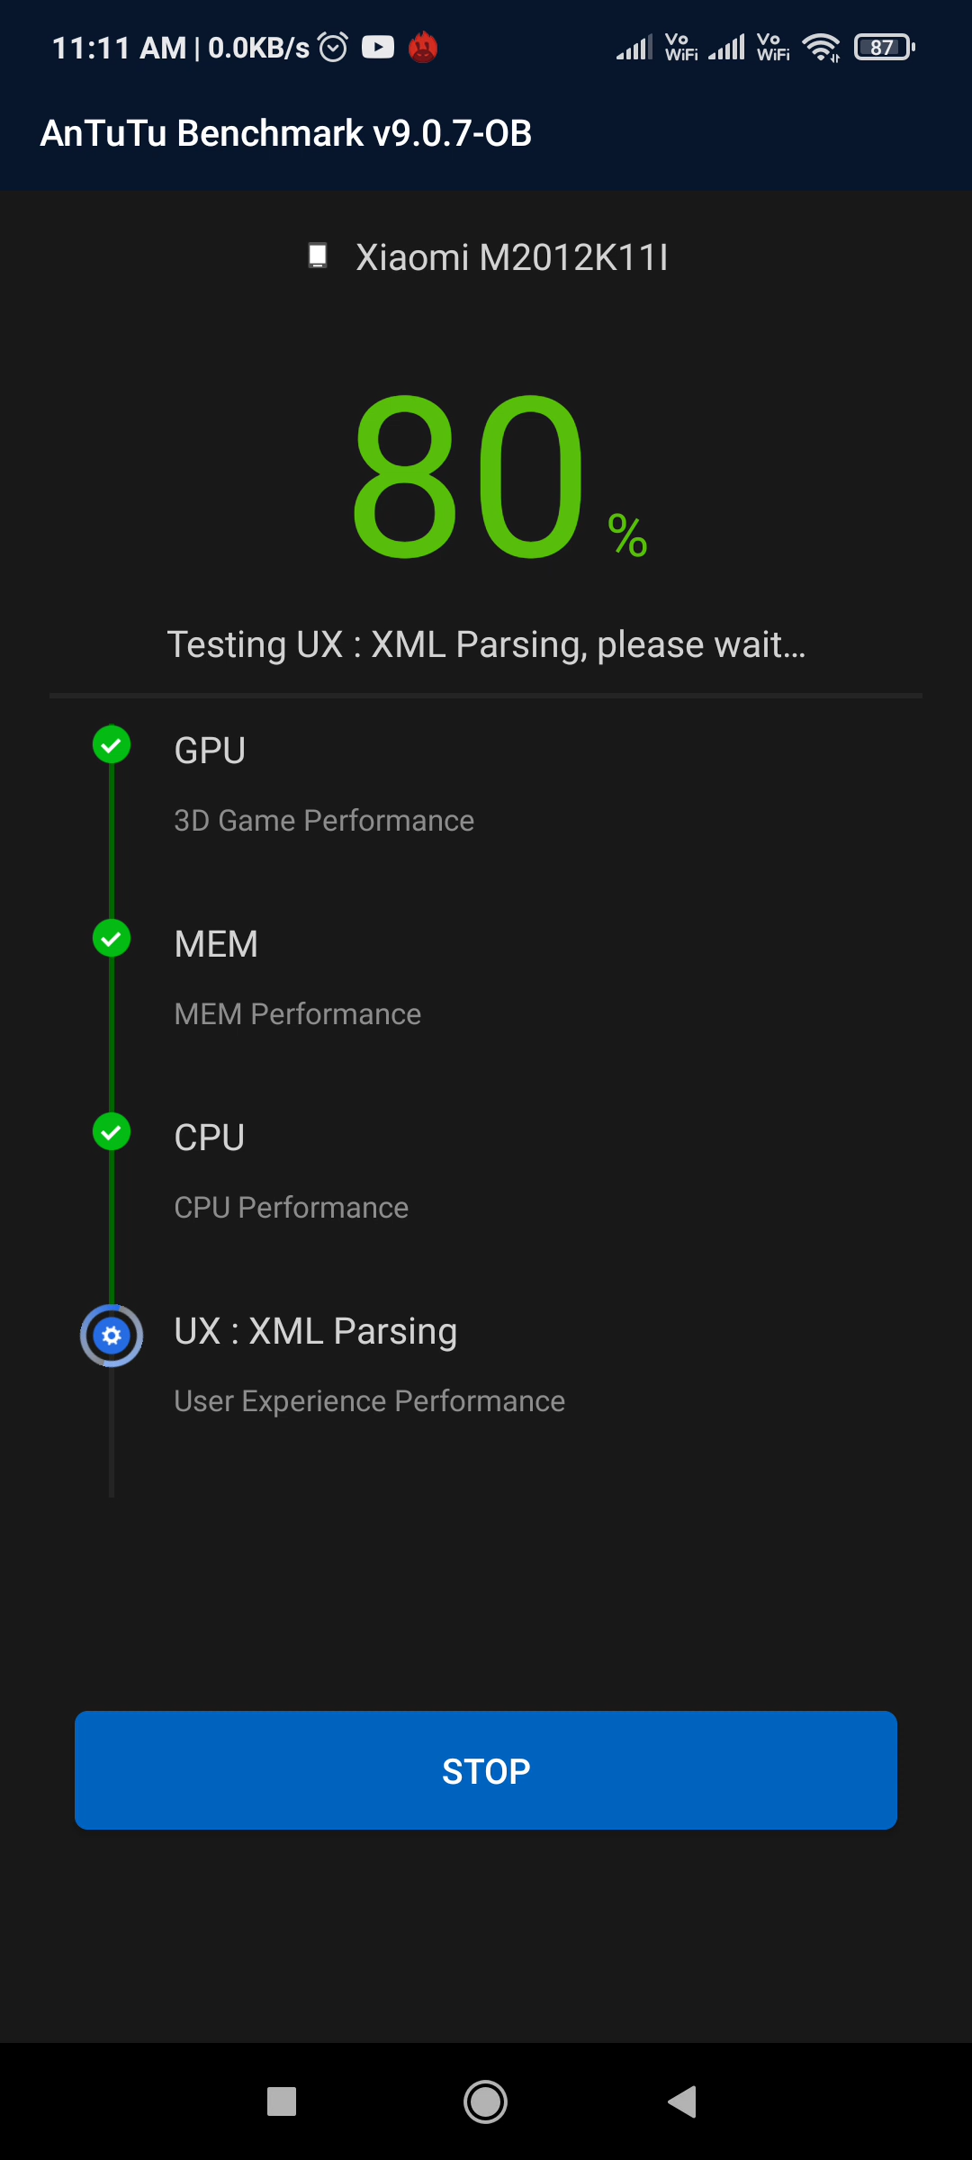 11:11 AM | 0.0KB/s Vo WiFi Vo WiFi 87
AnTuTu Benchmark v9.0.7-OB
Xiaomi M2012K11I
80 %
Testing UX : XML Parsing, please wait...
GPU
3D Game Performance
MEM
MEM Performance
CPU
CPU Performance
UX : XML Parsing
User Experience Performance
STOP